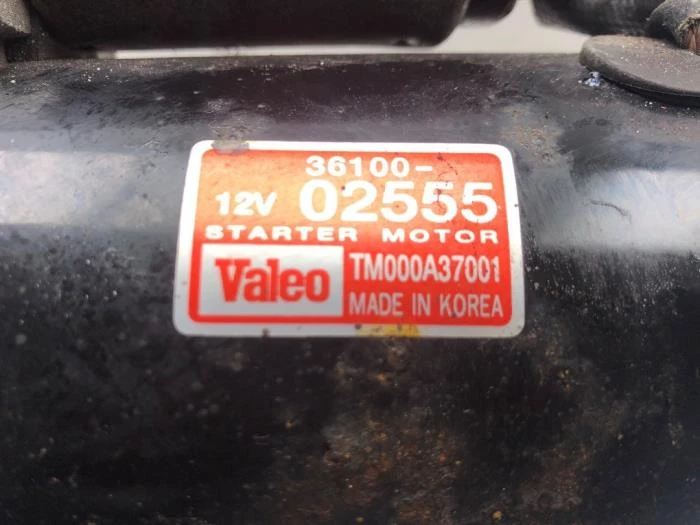 36100-
12V 02555
STARTER MOTOR
Valeo TM000A37001
MADE IN KOREA